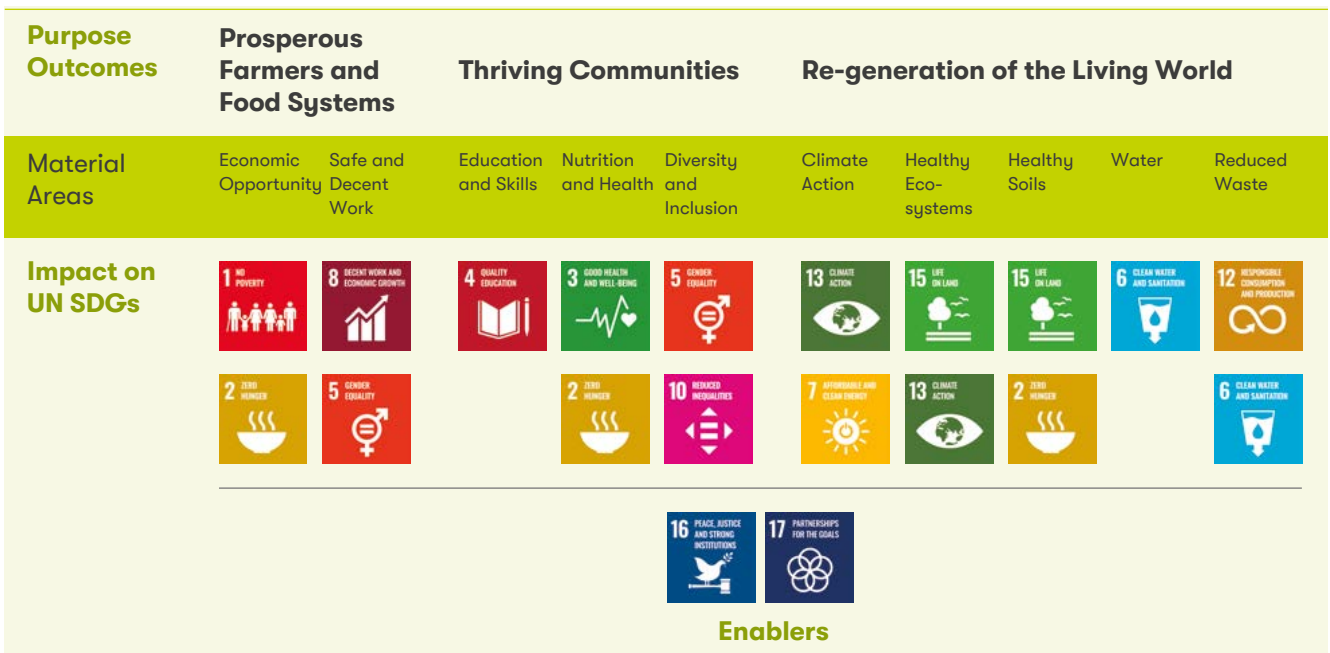 Purpose
Outcomes
Prosperous
Farmers and
Food Systems
Thriving Communities
Re-generation of the Living World
Material
Areas
Economic
Opportunity
Safe and
Decent
Work
Education
and Skills
Nutrition
and Health
Diversity
and
Inclusion
Climate
Action
Healthy
Eco-
systems
Healthy
Soils
Water
Reduced
Waste
Impact on
UN SDGs
1 NO
POVERTY
8 DECENT WORK AND
ECONOMIC GROWTH
4 QUALITY
EDUCATION
3 GOOD HEALTH
AND WELL-BEING
5 GENDER
EQUALITY
13 CLIMATE
ACTION
15 LIFE
ON LAND
15 LIFE
ON LAND
6 CLEAN WATER
AND SANITATION
12 RESPONSIBLE
CONSUMPTION
AND PRODUCTION
2 ZERO
HUNGER
5 GENDER
EQUALITY
2 ZERO
HUNGER
10 REDUCED
INEQUALITIES
7 AFFORDABLE AND
CLEAN ENERGY
13 CLIMATE
ACTION
2 ZERO
HUNGER
6 CLEAN WATER
AND SANITATION
16 PEACE, JUSTICE
AND STRONG
INSTITUTIONS
17 PARTNERSHIPS
FOR THE GOALS
Enablers